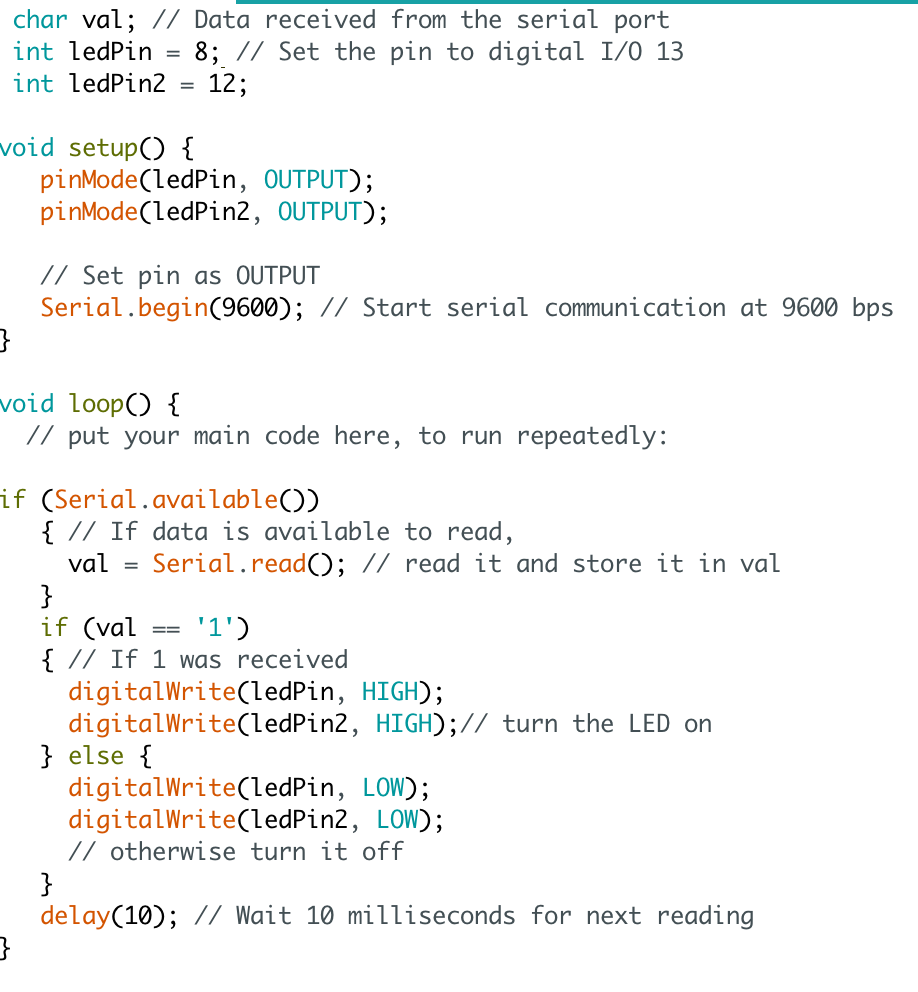 char val; // Data received from the serial port
int ledPin = 8; // Set the pin to digital I/O 13
int ledPin2 = 12;
void setup() {
pinMode(ledPin, OUTPUT);
pinMode(ledPin2, OUTPUT);
// Set pin as OUTPUT
Serial.begin(9600); // Start serial communication at 9600 bps
}
void loop() {
// put your main code here, to run repeatedly:
if (Serial.available())
{ // If data is available to read,
val = Serial.read(); // read it and store it in val
}
if (val == '1')
{ // If 1 was received
digitalWrite(ledPin, HIGH);
digitalWrite(ledPin2, HIGH);// turn the LED on
} else {
digitalWrite(ledPin, LOW);
digitalWrite(ledPin2, LOW);
// otherwise turn it off
}
delay(10); // Wait 10 milliseconds for next reading
}